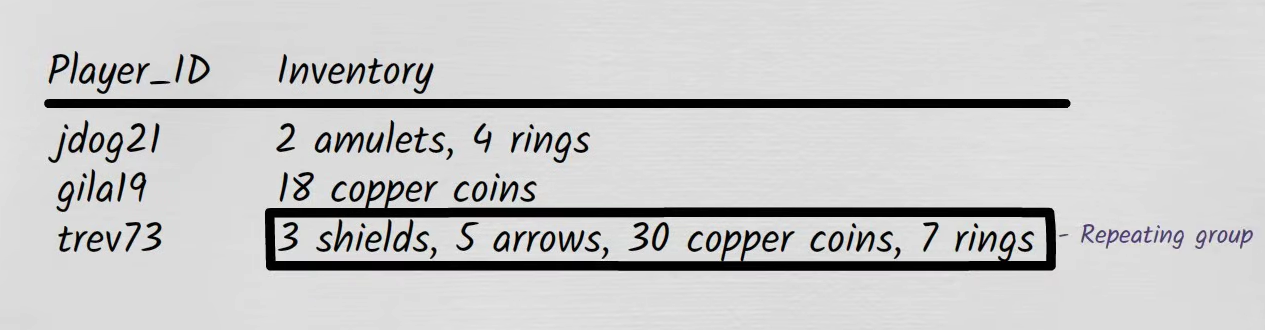 Player_ID Inventory
jdog21 2 amulets, 4 rings
gila19 18 copper coins
trev73 3 shields, 5 arrows, 30 copper coins, 7 rings - Repeating group